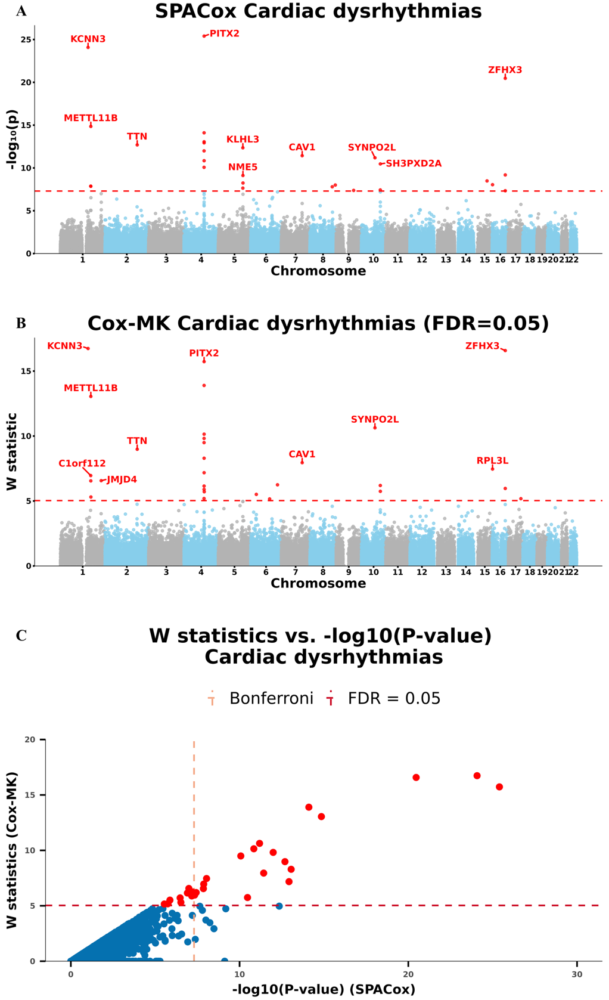 A
SPACox Cardiac dysrhythmias
-log₁₀(p)
25
20
15
10
5
0
KCNN3
PITX2
ZFHX3
METTL11B
TTN
KLHL3
CAV1
SYNPO2L
SH3PXD2A
NME5
1 2 3 4 5 6 7 8 9 10 11 12 13 14 15 16 17 18 19 20 21 22
Chromosome
B
Cox-MK Cardiac dysrhythmias (FDR=0.05)
W statistic
15
10
5
0
KCNN3
PITX2
ZFHX3
METTL11B
SYNPO2L
TTN
CAV1
C1orf112
RPL3L
JMJD4
1 2 3 4 5 6 7 8 9 10 11 12 13 14 15 16 17 18 19 20 21 22
Chromosome
C
W statistics vs. -log10(P-value)
Cardiac dysrhythmias
Bonferroni FDR = 0.05
W statistics (Cox-MK)
20
15
10
5
0
0 10 20 30
-log10(P-value) (SPACox)